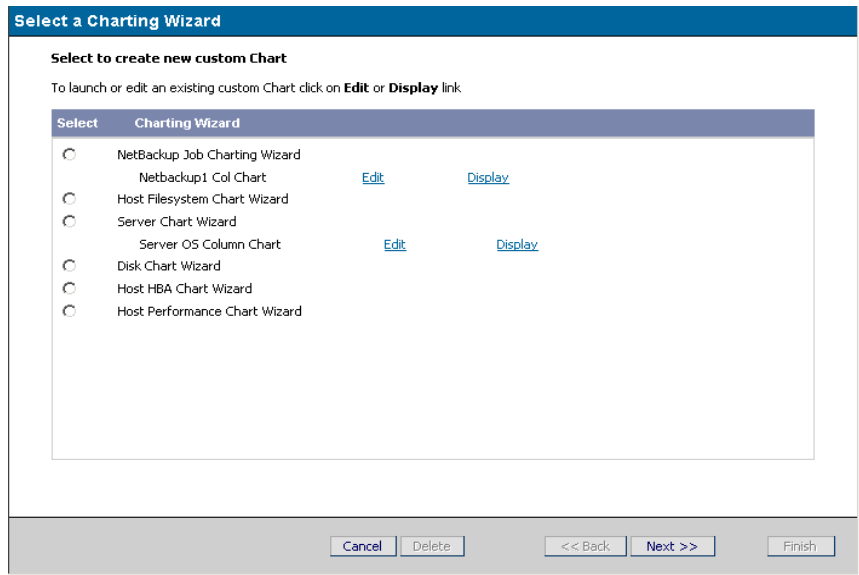 Select a Charting Wizard
Select to create new custom Chart
To launch or edit an existing custom Chart click on Edit or Display link
Select Charting Wizard
NetBackup Job Charting Wizard
Netbackup1 Col Chart Edit Display
Host Filesystem Chart Wizard
Server Chart Wizard
Server OS Column Chart Edit Display
Disk Chart Wizard
Host HBA Chart Wizard
Host Performance Chart Wizard
Cancel Delete << Back Next >> Finish